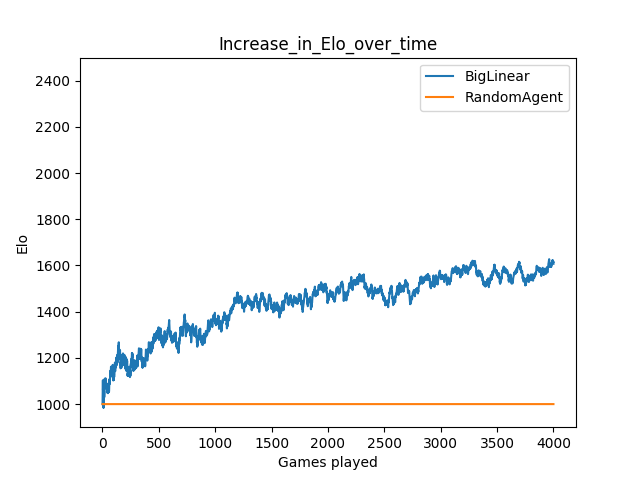 Increase_in_Elo_over_time
BigLinear
RandomAgent
2400
2200
2000
1800
1600
1400
1200
1000
Elo
0 500 1000 1500 2000 2500 3000 3500 4000
Games played